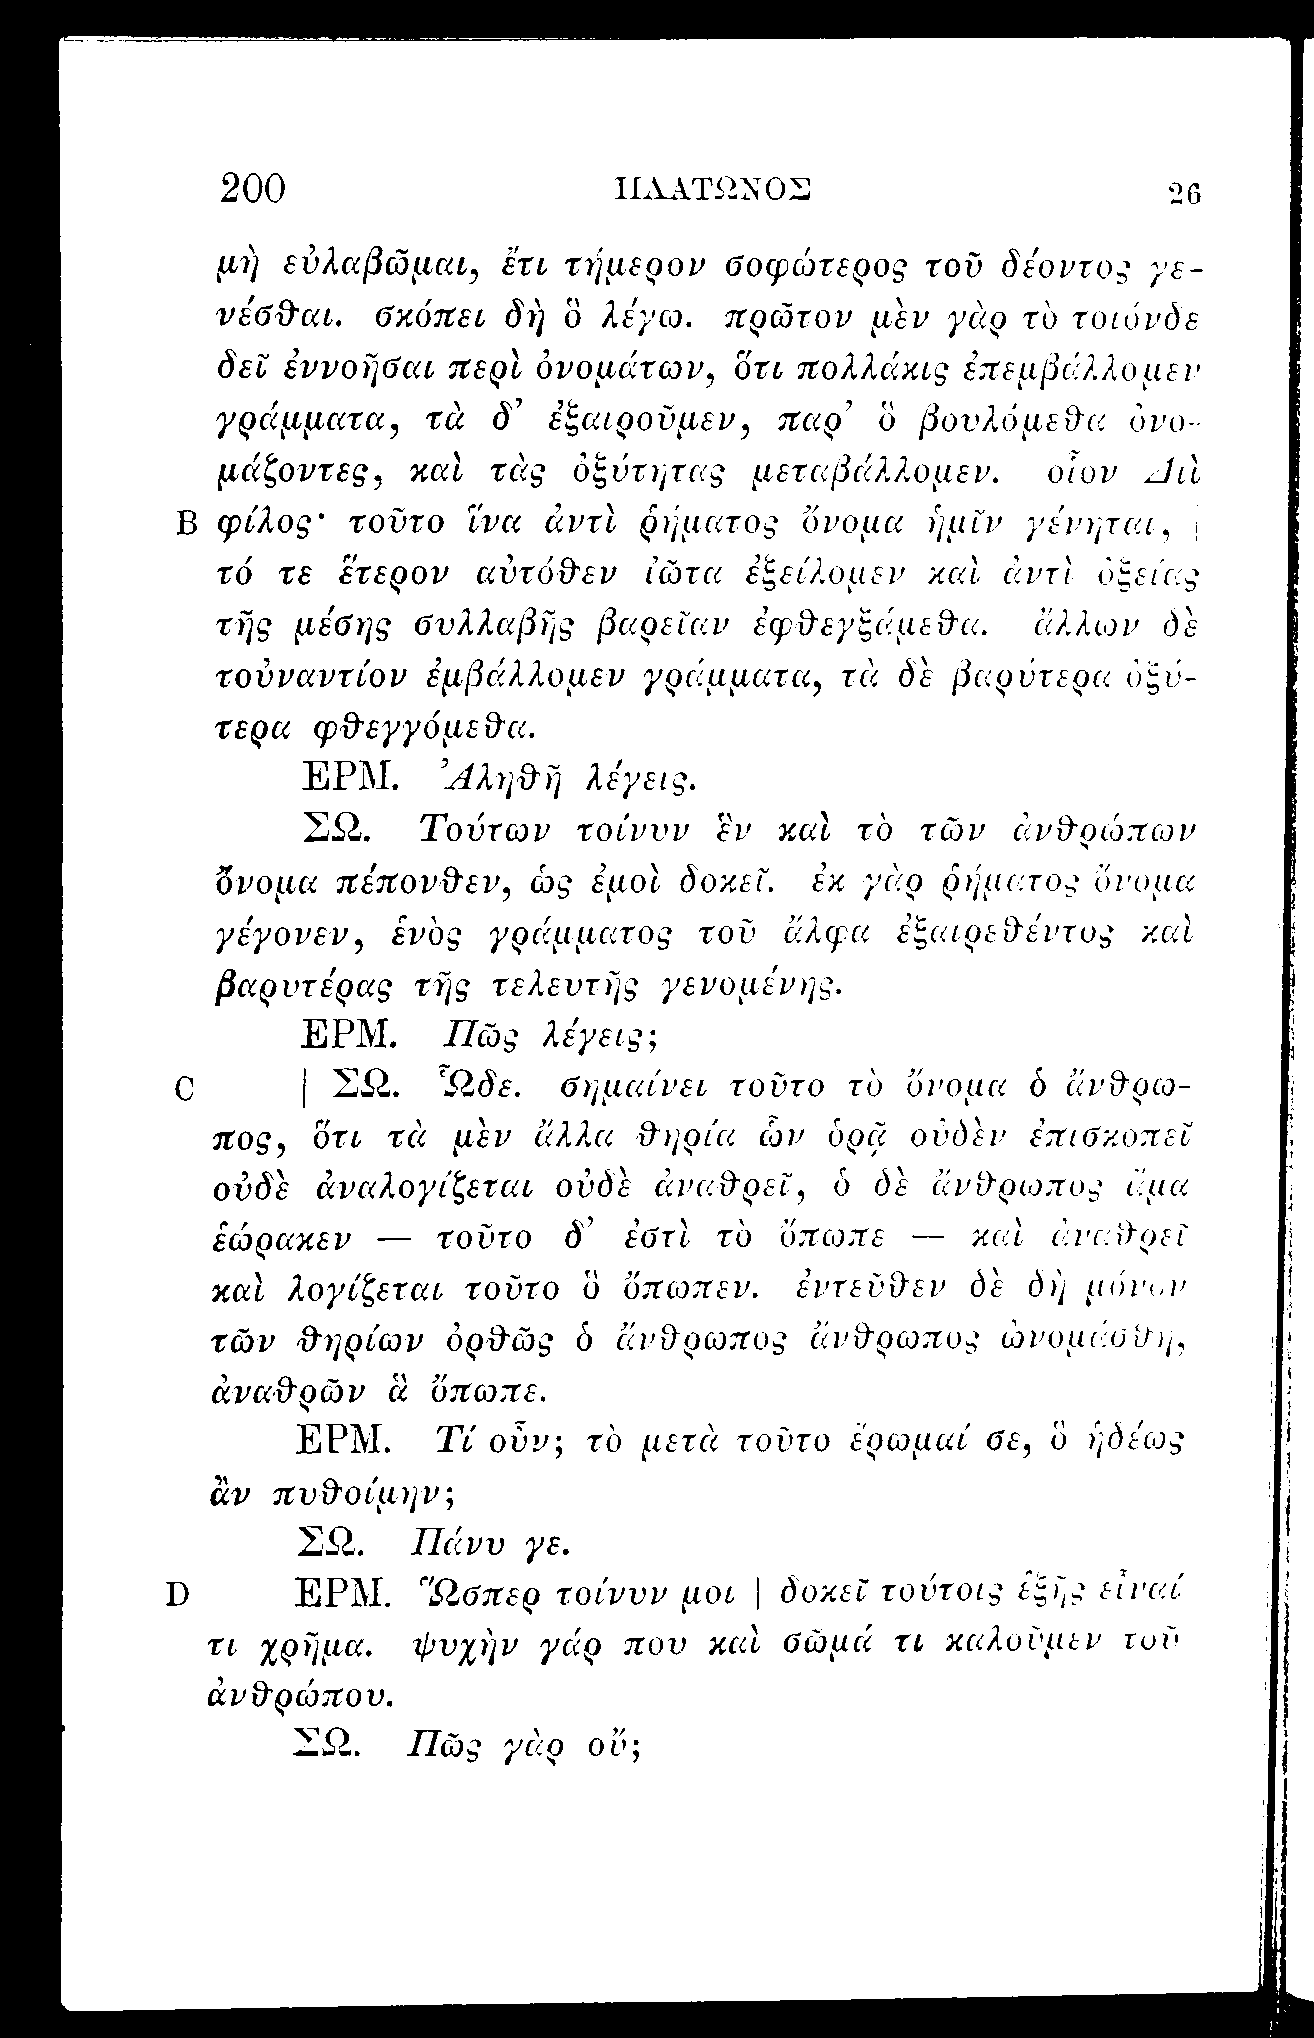 200 ΠΛΑΤΩΝΟΣ 26
μὴ εὐλαβῶμαι, ἔτι τήμερον σοφώτερος τοῦ δέοντος γε-
νέσθαι. σκόπει δὴ ὃ λέγω. πρῶτον μὲν γὰρ τὸ τοιόνδε
δεῖ ἐννοῆσαι περὶ ὀνομάτων, ὅτι πολλάκις ἐπεμβάλλομεν
γράμματα, τὰ δ’ ἐξαιροῦμεν, παρ’ ὃ βουλόμεθα ὀνο-
μάζοντες, καὶ τὰς ὀξύτητας μεταβάλλομεν. οἷον Διὶ
B φίλος· τοῦτο ἵνα ἀντὶ ῥήματος ὄνομα ἡμῖν γένηται, |
τό τε ἕτερον αὐτόθεν ἰῶτα ἐξείλομεν καὶ ἀντὶ ὀξείας
τῆς μέσης συλλαβῆς βαρεῖαν ἐφθεγξάμεθα. ἄλλων δὲ
τοὐναντίον ἐμβάλλομεν γράμματα, τὰ δὲ βαρύτερα ὀξύ-
τερα φθεγγόμεθα.
ΕΡΜ. Ἀληθῆ λέγεις.
ΣΩ. Τούτων τοίνυν ἓν καὶ τὸ τῶν ἀνθρώπων
ὄνομα πέπονθεν, ὡς ἐμοὶ δοκεῖ. ἐκ γὰρ ῥήματος ὄνομα
γέγονεν, ἑνὸς γράμματος τοῦ ἄλφα ἐξαιρεθέντος καὶ
βαρυτέρας τῆς τελευτῆς γενομένης.
ΕΡΜ. Πῶς λέγεις;
C | ΣΩ. Ὧδε. σημαίνει τοῦτο τὸ ὄνομα ὁ ἄνθρω-
πος, ὅτι τὰ μὲν ἄλλα θηρία ὧν ὁρᾷ οὐδὲν ἐπισκοπεῖ
οὐδὲ ἀναλογίζεται οὐδὲ ἀναθρεῖ, ὁ δὲ ἄνθρωπος ἅμα
ἑώρακεν — τοῦτο δ’ ἐστὶ τὸ ὄπωπε — καὶ ἀναθρεῖ
καὶ λογίζεται τοῦτο ὃ ὄπωπεν. ἐντεῦθεν δὲ δὴ μόνον
τῶν θηρίων ὀρθῶς ὁ ἄνθρωπος ἄνθρωπος ὠνομάσθη,
ἀναθρῶν ἃ ὄπωπε.
ΕΡΜ. Τί οὖν; τὸ μετὰ τοῦτο ἔρωμαί σε, ὃ ἡδέως
ἂν πυθοίμην;
ΣΩ. Πάνυ γε.
D ΕΡΜ. Ὥσπερ τοίνυν μοι | δοκεῖ τούτοις ἑξῆς εἶναί
τι χρῆμα. ψυχὴν γάρ που καὶ σῶμά τι καλοῦμεν τοῦ
ἀνθρώπου.
ΣΩ. Πῶς γὰρ οὔ;